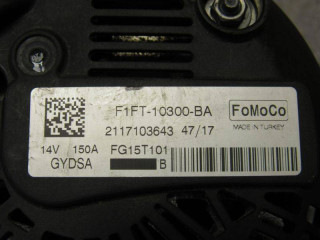 F1FT-10300-BA
FoMoCo
2117103643 47/17
MADE IN TURKEY
14V 150A FG15T101
GYDSA B